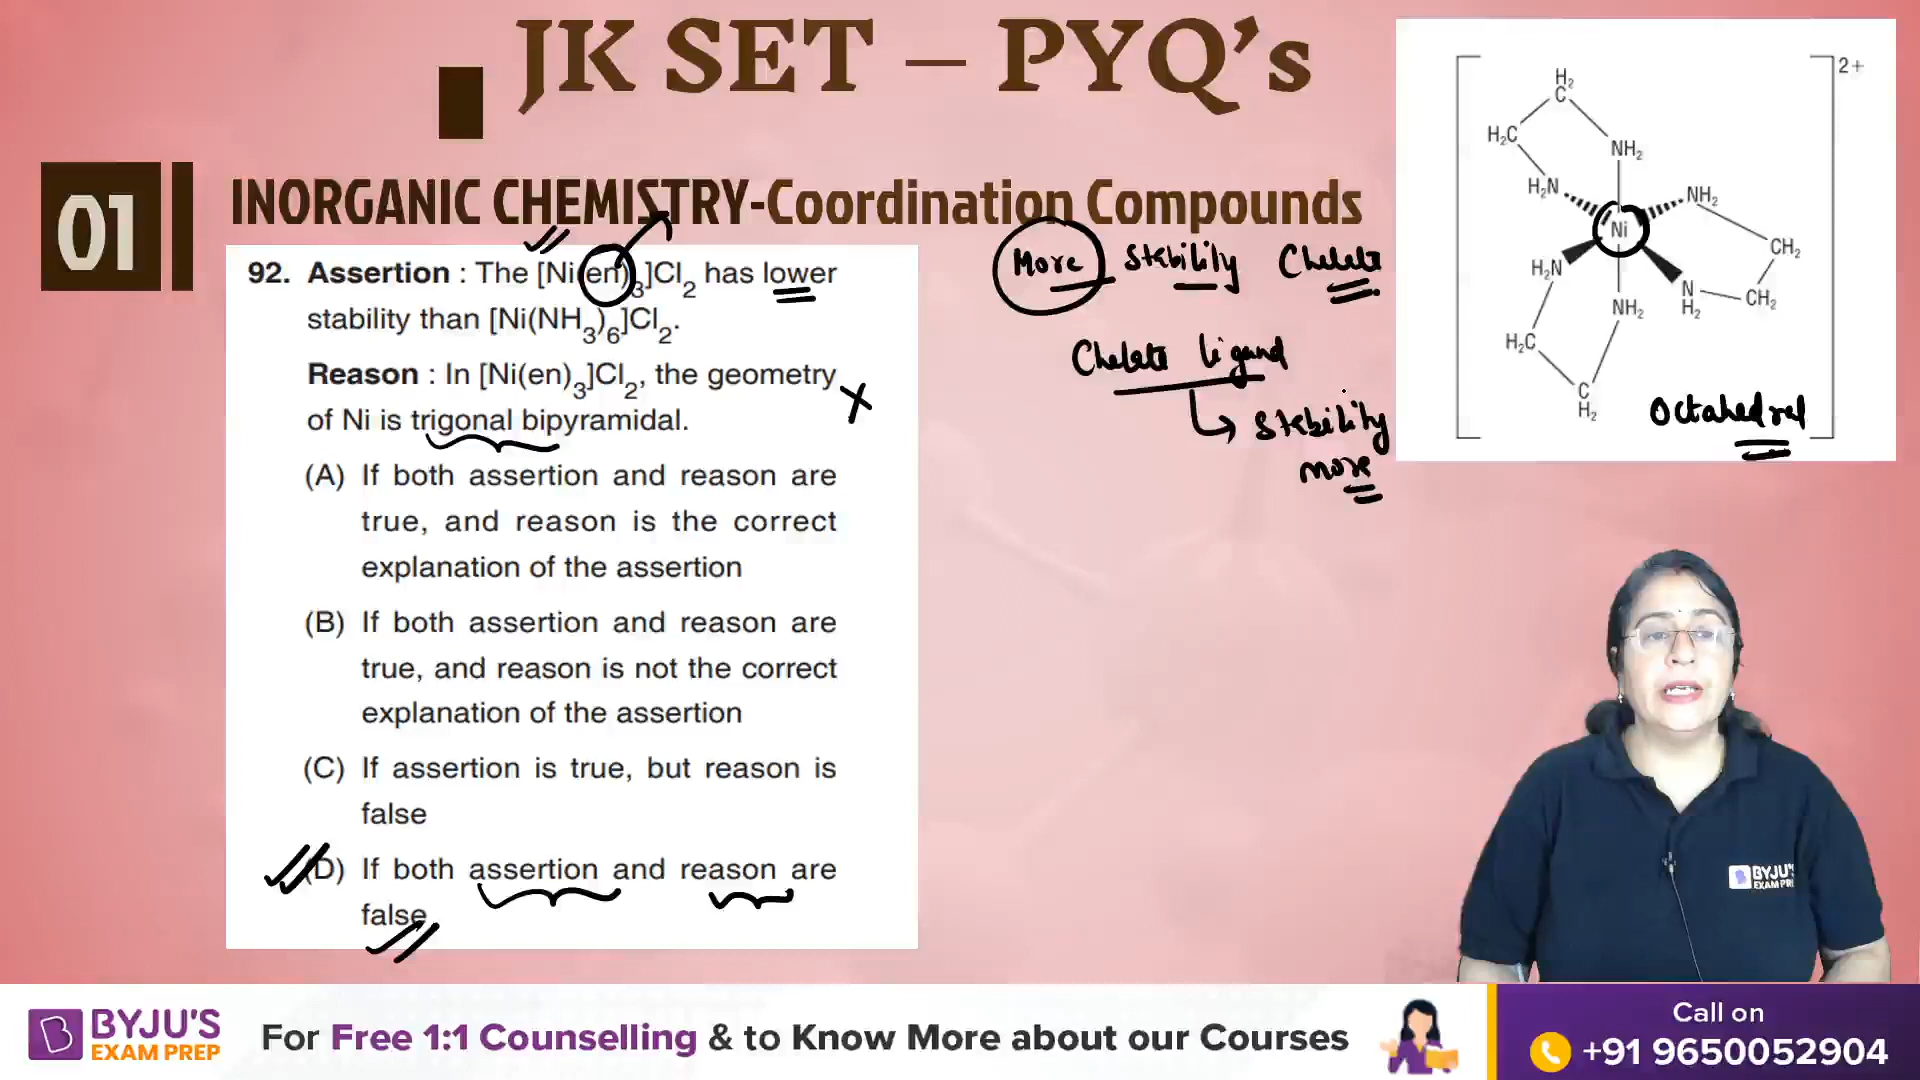 JK SET – PYQ's
01
INORGANIC CHEMISTRY-Coordination Compounds
92. Assertion : The [Ni(en)3]Cl2 has lower
stability than [Ni(NH3)6]Cl2.
Reason : In [Ni(en)3]Cl2, the geometry
of Ni is trigonal bipyramidal.
(A) If both assertion and reason are
true, and reason is the correct
explanation of the assertion
(B) If both assertion and reason are
true, and reason is not the correct
explanation of the assertion
(C) If assertion is true, but reason is
false
(D) If both assertion and reason are
false
More Stability Chelate
Chelate ligand
Stability
more
2+
H2
C
H2C
NH2
H2N
NH2
Ni
CH2
H2N
N
H2
CH2
NH2
H2C
C
H2
Octahedral
BYJU'S
EXAM PREP
BYJU'S
EXAM PREP
For Free 1:1 Counselling & to Know More about our Courses
Call on
+91 9650052904